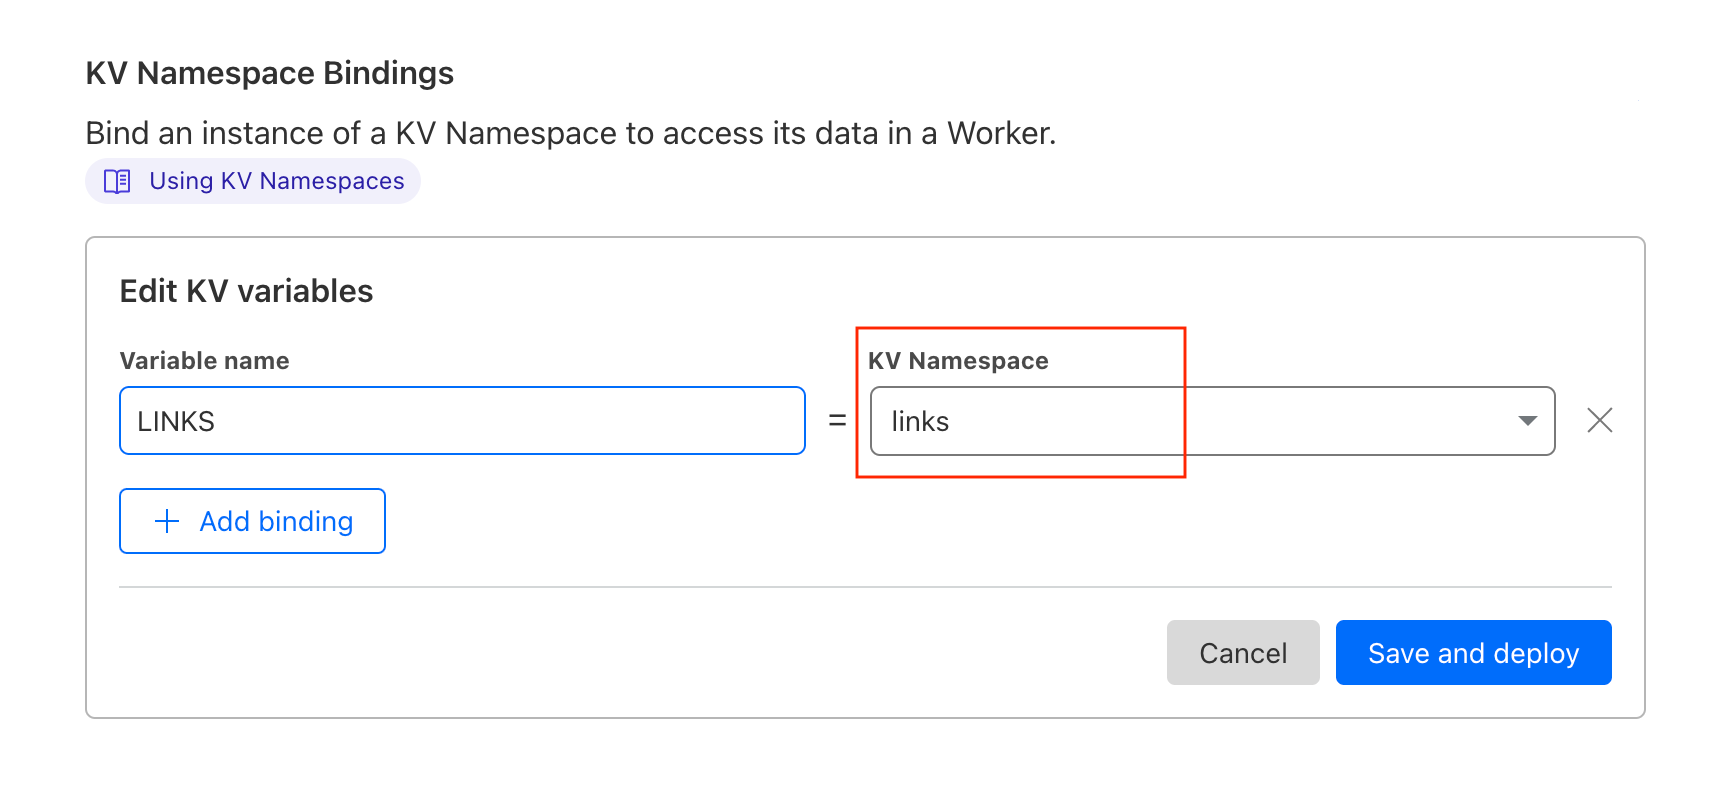 KV Namespace Bindings
Bind an instance of a KV Namespace to access its data in a Worker.
Using KV Namespaces
Edit KV variables
Variable name
KV Namespace
LINKS
=
links
Add binding
Cancel
Save and deploy